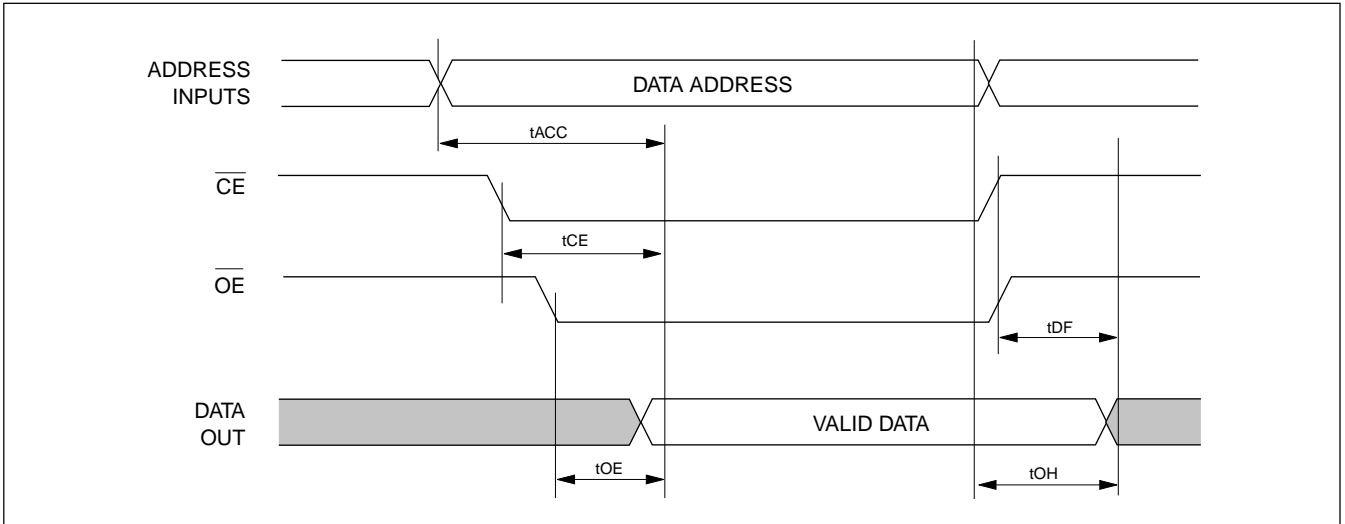 ADDRESS
INPUTS
DATA ADDRESS
tACC
CE
tCE
OE
tDF
DATA
OUT
VALID DATA
tOE
tOH